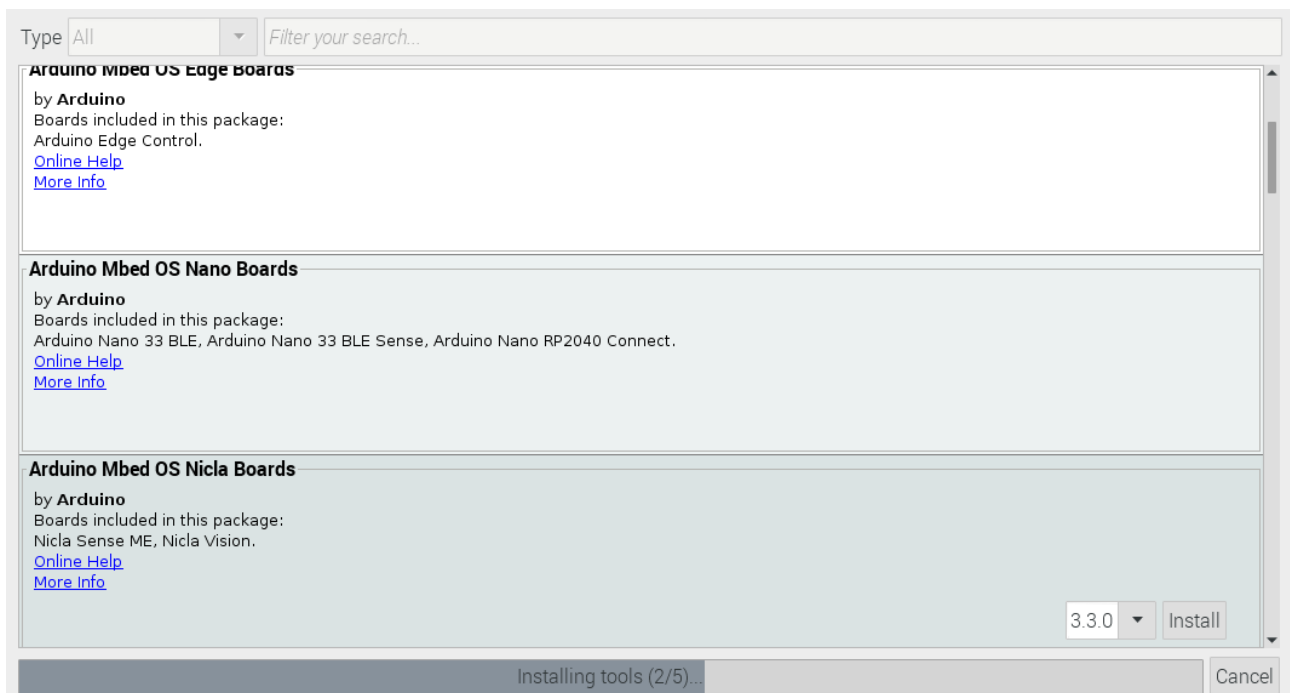 Type All Filter your search...
Arduino Mbed OS Edge Boards
by Arduino
Boards included in this package:
Arduino Edge Control.
Online Help
More Info
Arduino Mbed OS Nano Boards
by Arduino
Boards included in this package:
Arduino Nano 33 BLE, Arduino Nano 33 BLE Sense, Arduino Nano RP2040 Connect.
Online Help
More Info
Arduino Mbed OS Nicla Boards
by Arduino
Boards included in this package:
Nicla Sense ME, Nicla Vision.
Online Help
More Info
3.3.0 Install
Installing tools (2/5)... Cancel